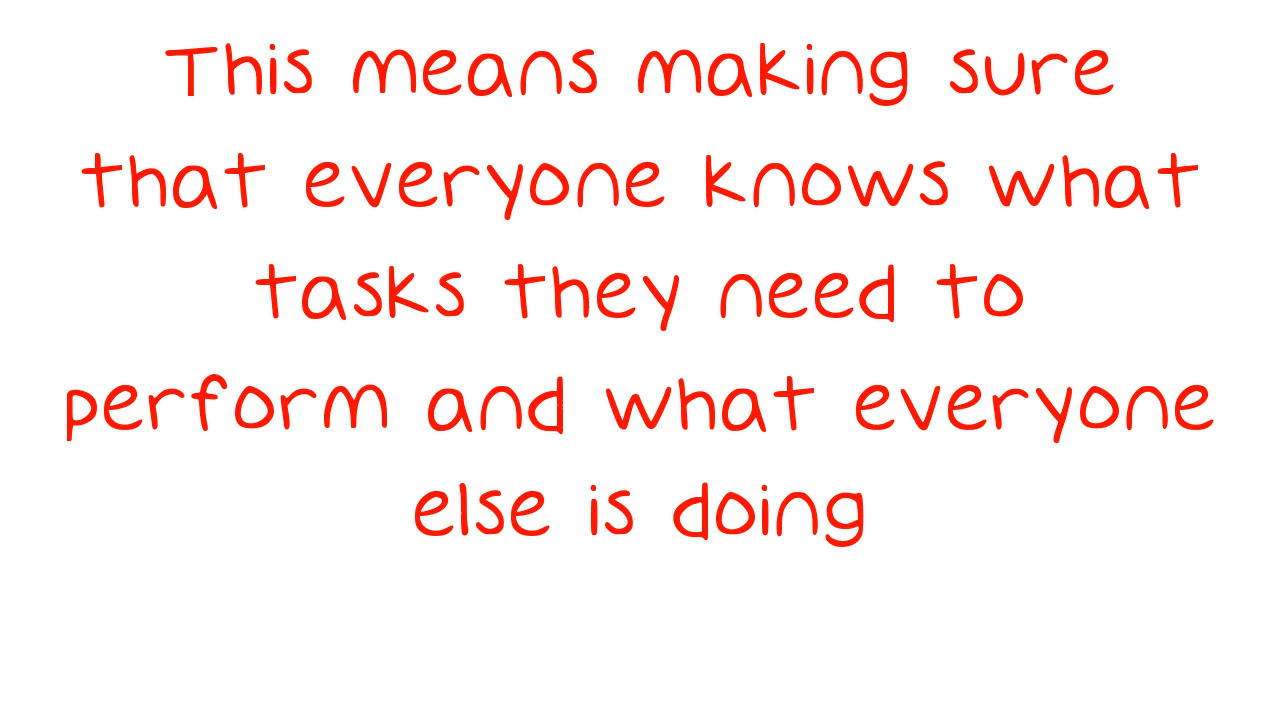 This means making sure
that everyone knows what
tasks they need to
perform and what everyone
else is doing